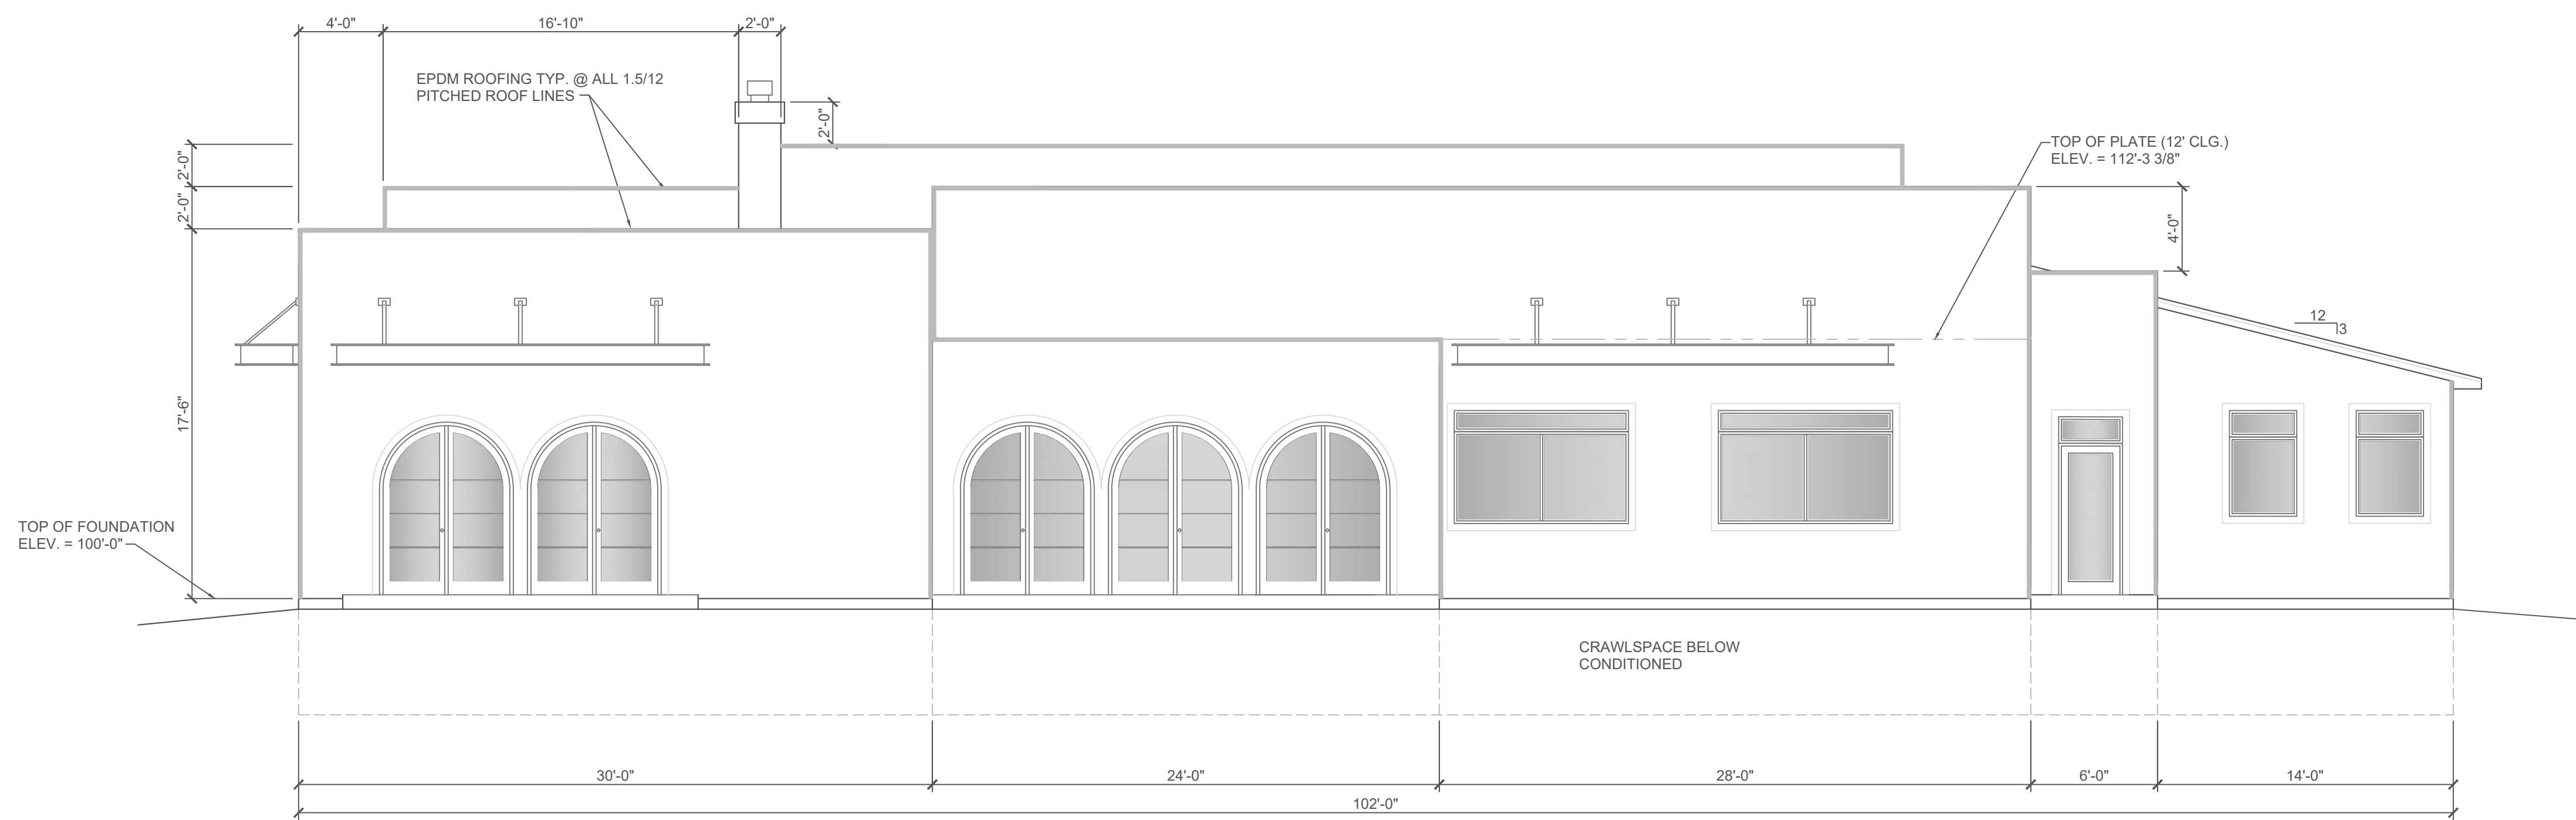 4'-0"
16'-10"
2'-0"
EPDM ROOFING TYP. @ ALL 1.5/12
PITCHED ROOF LINES
2'-0"
TOP OF PLATE (12' CLG.)
ELEV. = 112'-3 3/8"
2'-0"
2'-0"
4'-0"
12
3
17'-6"
TOP OF FOUNDATION
ELEV. = 100'-0"
CRAWLSPACE BELOW
CONDITIONED
30'-0"
24'-0"
28'-0"
6'-0"
14'-0"
102'-0"